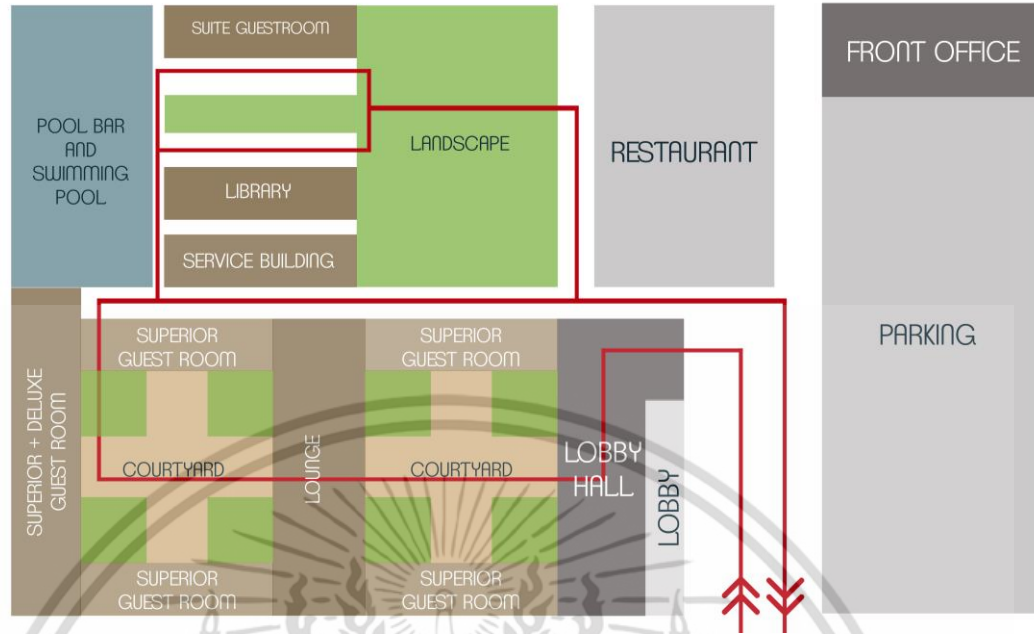 SUITE GUESTROOM
FRONT OFFICE
POOL BAR
AND
SWIMMING
POOL
LANDSCAPE
RESTAURANT
LIBRARY
SERVICE BUILDING
SUPERIOR
GUEST ROOM
SUPERIOR
GUEST ROOM
PARKING
SUPERIOR + DELUXE
GUEST ROOM
COURTYARD
LOUNGE
COURTYARD
LOBBY
HALL
LOBBY
SUPERIOR
GUEST ROOM
SUPERIOR
GUEST ROOM